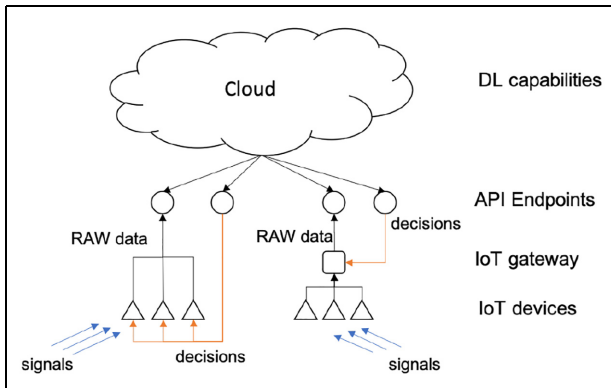 Cloud
DL capabilities
API Endpoints
decisions
RAW data
RAW data
IoT gateway
IoT devices
signals
decisions
signals